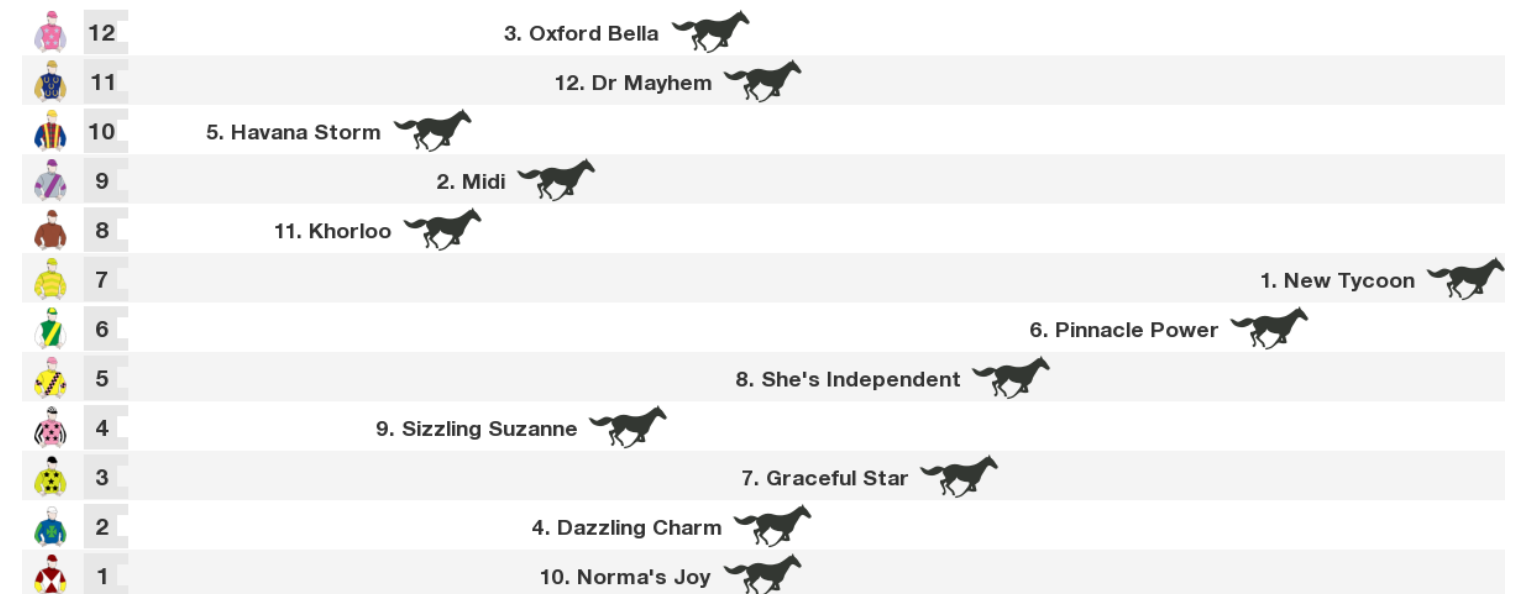 12 3. Oxford Bella
11 12. Dr Mayhem
10 5. Havana Storm
9 2. Midi
8 11. Khorloo
7 1. New Tycoon
6 6. Pinnacle Power
5 8. She's Independent
4 9. Sizzling Suzanne
3 7. Graceful Star
2 4. Dazzling Charm
1 10. Norma's Joy